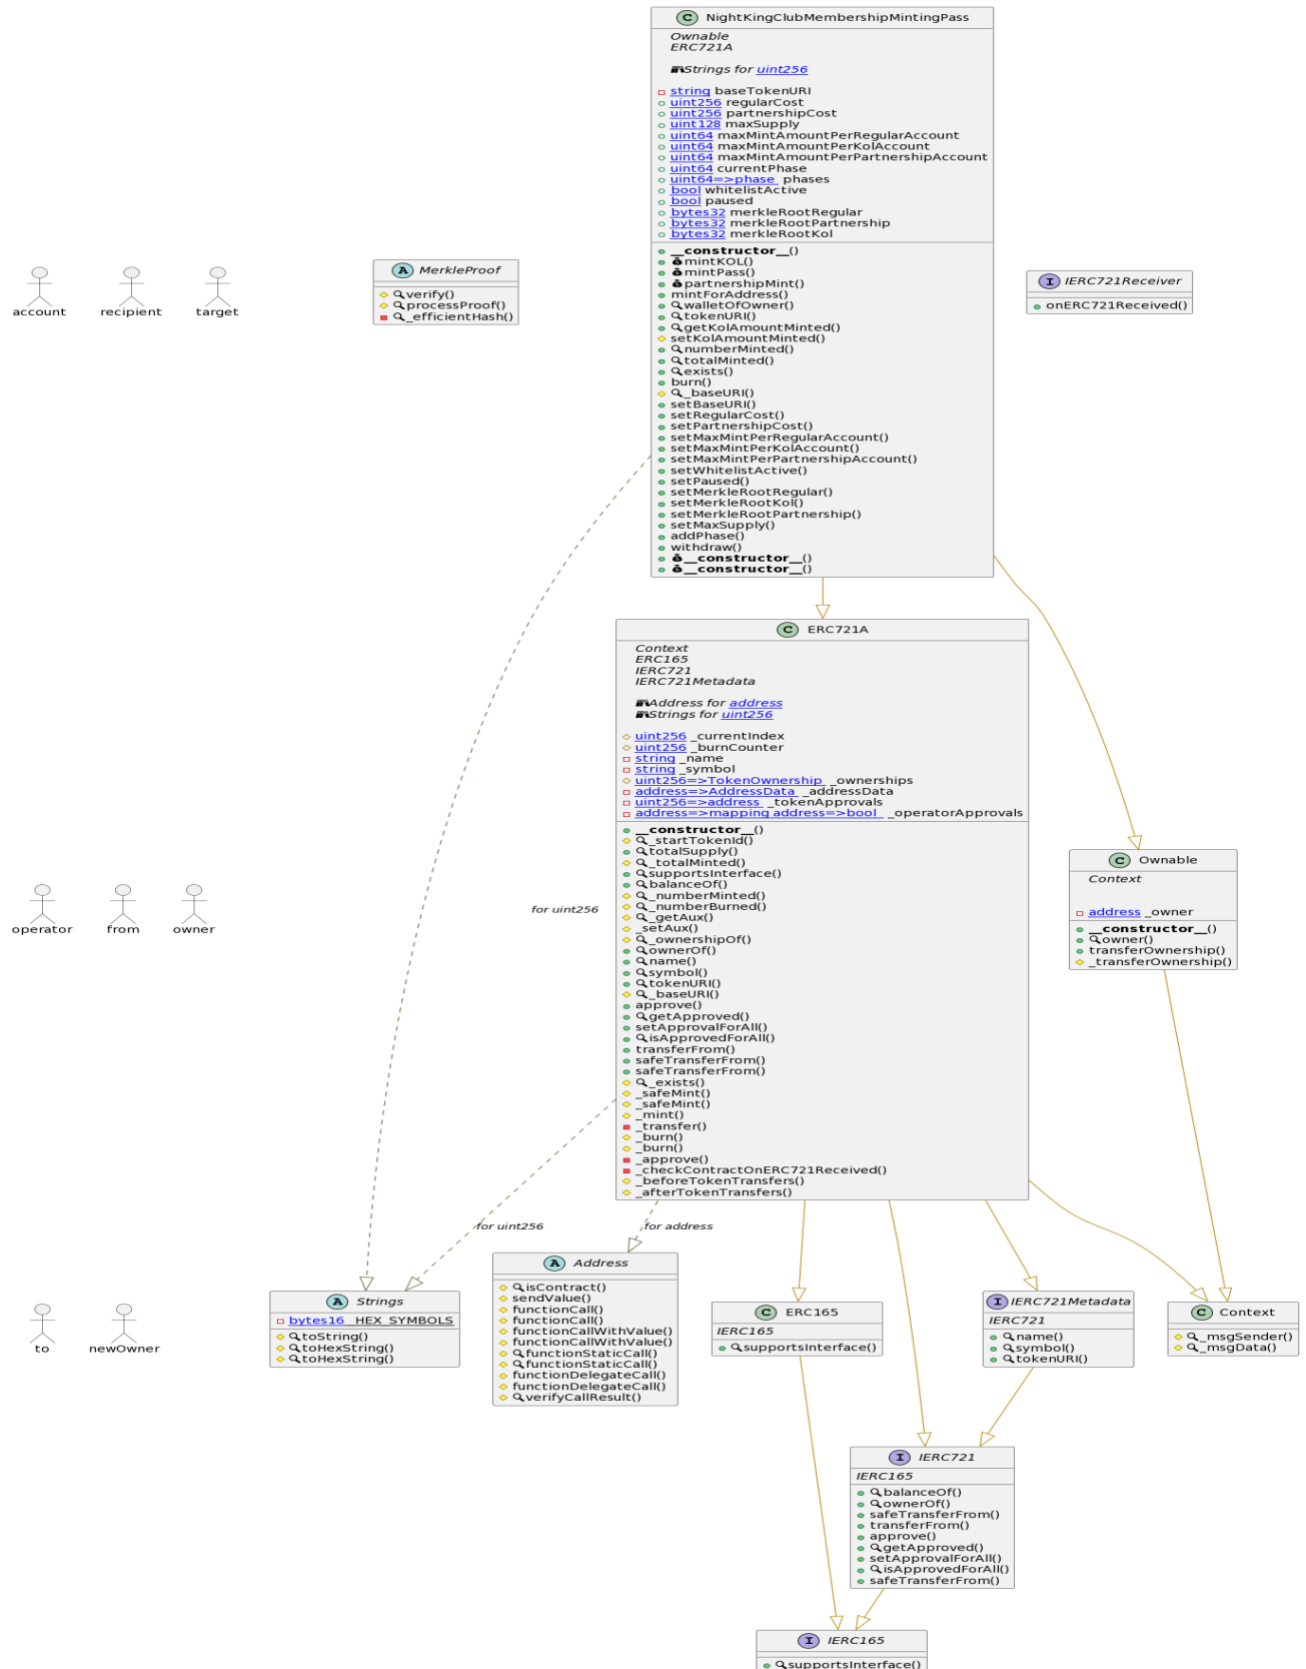 C NightKingClubMembershipMintingPass
Ownable
ERC721A
Strings for uint256
string baseTokenURI
uint256 regularCost
uint256 partnershipCost
uint128 maxSupply
uint64 maxMintAmountPerRegularAccount
uint64 maxMintAmountPerKolAccount
uint64 maxMintAmountPerPartnershipAccount
uint64 currentPhase
uint64=>phase phases
bool whitelistActive
bool paused
bytes32 merkleRootRegular
bytes32 merkleRootPartnership
bytes32 merkleRootKol
__constructor__()
mintKOL()
mintPass()
partnershipMint()
mintForAddress()
walletOfOwner()
tokenURI()
getKolAmountMinted()
setKolAmountMinted()
numberMinted()
totalMinted()
exists()
burn()
_baseURI()
setBaseURI()
setRegularCost()
setPartnershipCost()
setMaxMintPerRegularAccount()
setMaxMintPerKolAccount()
setMaxMintPerPartnershipAccount()
setWhitelistActive()
setPaused()
setMerkleRootRegular()
setMerkleRootKol()
setMerkleRootPartnership()
setMaxSupply()
addPhase()
withdraw()
__constructor__()
__constructor__()
account recipient target
A MerkleProof
verify()
processProof()
_efficientHash()
I IERC721Receiver
onERC721Received()
C ERC721A
Context
ERC165
IERC721
IERC721Metadata
Address for address
Strings for uint256
uint256 _currentIndex
uint256 _burnCounter
string _name
string _symbol
uint256=>TokenOwnership _ownerships
address=>AddressData _addressData
uint256=>address _tokenApprovals
address=>mapping address=>bool _operatorApprovals
__constructor__()
_startTokenId()
totalSupply()
_totalMinted()
supportsInterface()
balanceOf()
_numberMinted()
_numberBurned()
_getAux()
_setAux()
_ownershipOf()
ownerOf()
name()
symbol()
tokenURI()
_baseURI()
approve()
getApproved()
setApprovalForAll()
isApprovedForAll()
transferFrom()
safeTransferFrom()
safeTransferFrom()
_exists()
_safeMint()
_safeMint()
_mint()
_transfer()
_burn()
_burn()
_approve()
_checkContractOnERC721Received()
_beforeTokenTransfers()
_afterTokenTransfers()
operator from owner
for uint256
C Ownable
Context
address _owner
__constructor__()
owner()
transferOwnership()
_transferOwnership()
for uint256
for address
to newOwner
A Strings
bytes16 _HEX_SYMBOLS
toString()
toHexString()
toHexString()
A Address
isContract()
sendValue()
functionCall()
functionCall()
functionCallWithValue()
functionCallWithValue()
functionStaticCall()
functionStaticCall()
functionDelegateCall()
functionDelegateCall()
verifyCallResult()
C ERC165
IERC165
supportsInterface()
I IERC721Metadata
IERC721
name()
symbol()
tokenURI()
C Context
_msgSender()
_msgData()
I IERC721
IERC165
balanceOf()
ownerOf()
safeTransferFrom()
transferFrom()
approve()
getApproved()
setApprovalForAll()
isApprovedForAll()
safeTransferFrom()
I IERC165
supportsInterface()